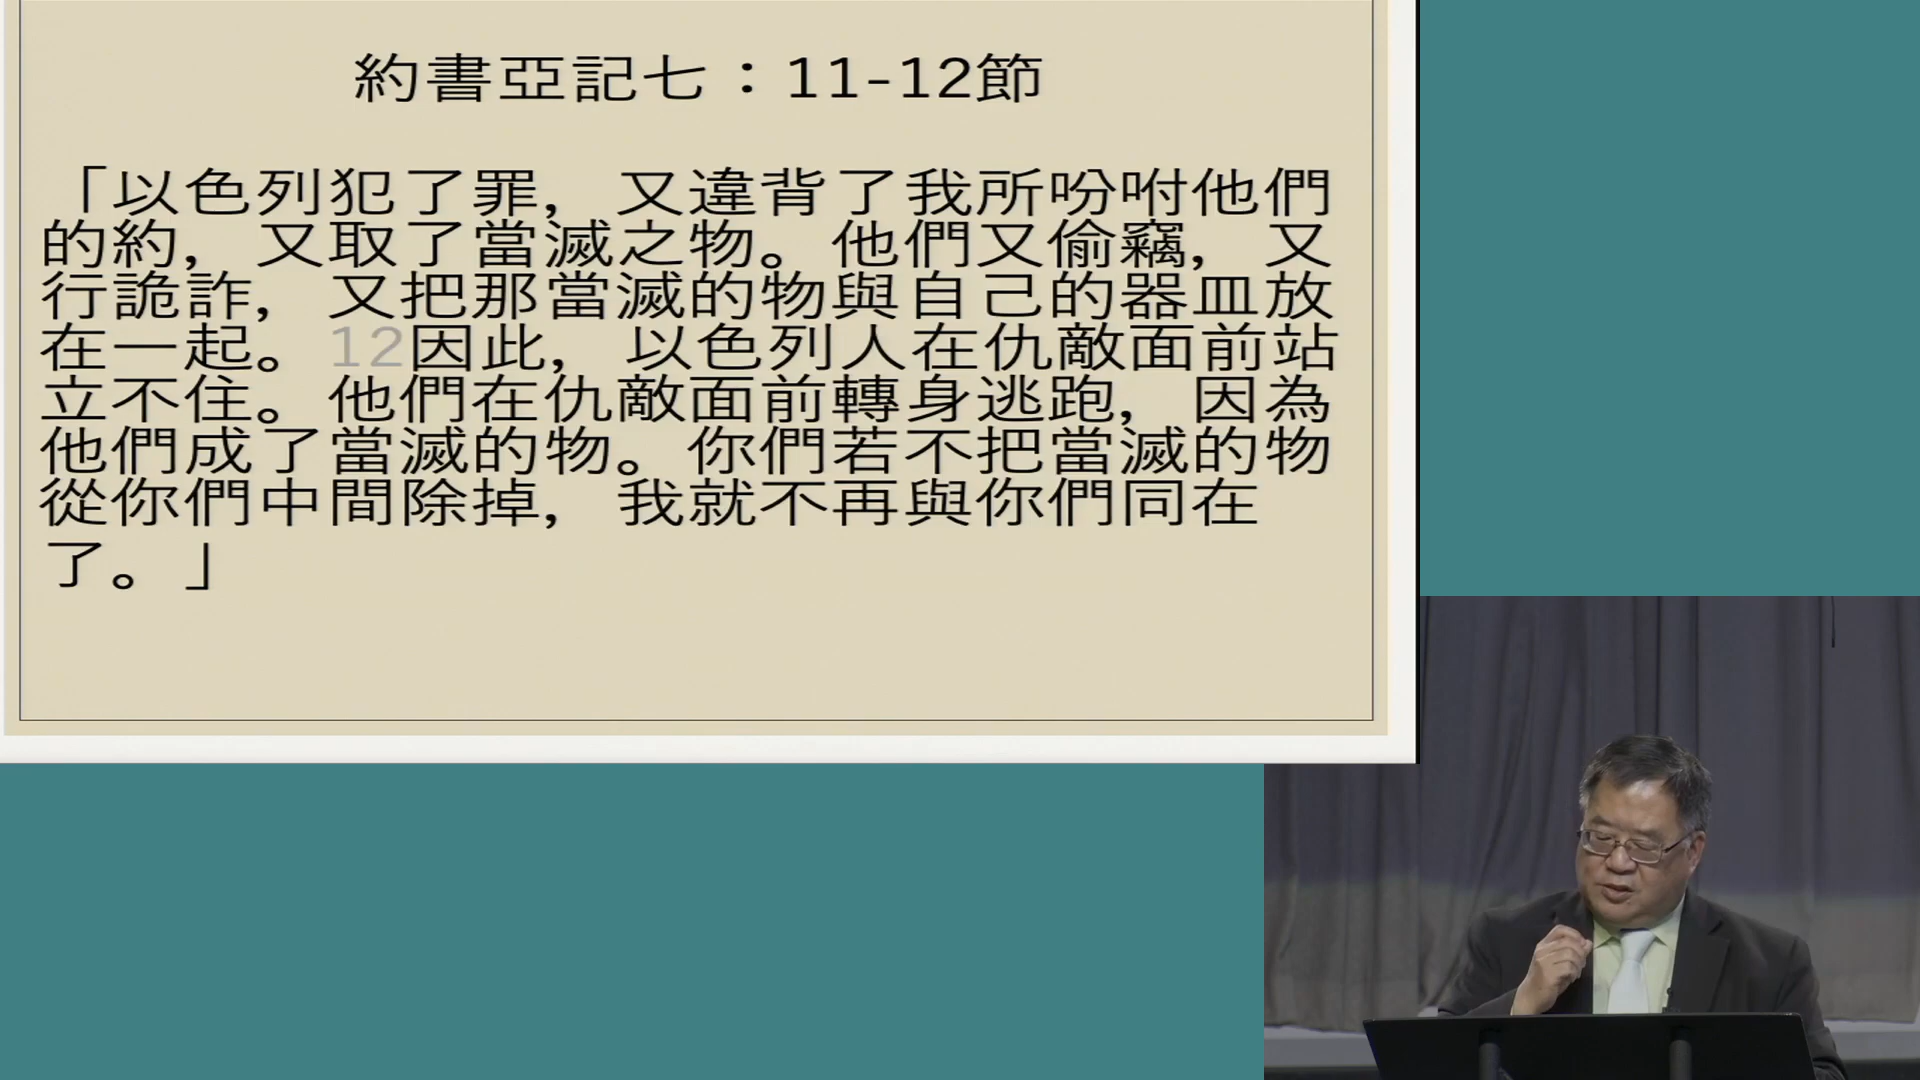 約書亞記七：11-12節
「以色列犯了罪，又違背了我所吩咐他們
的約，又取了當滅之物。他們又偷竊，又
行詭詐，又把那當滅的物與自己的器皿放
在一起。 12因此，以色列人在仇敵面前站
立不住。他們在仇敵面前轉身逃跑，因為
他們成了當滅的物。你們若不把當滅的物
從你們中間除掉，我就不再與你們同在
了。」